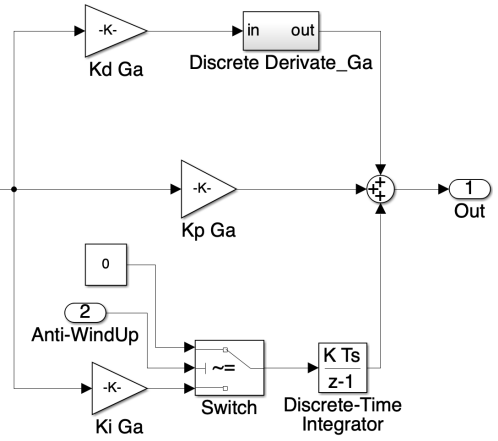 -K-
Kd Ga
in out
Discrete Derivate_Ga
-K-
Kp Ga
+
+
+
1
Out
0
2
Anti-WindUp
-K-
Ki Ga
~=
Switch
K Ts
z-1
Discrete-Time
Integrator